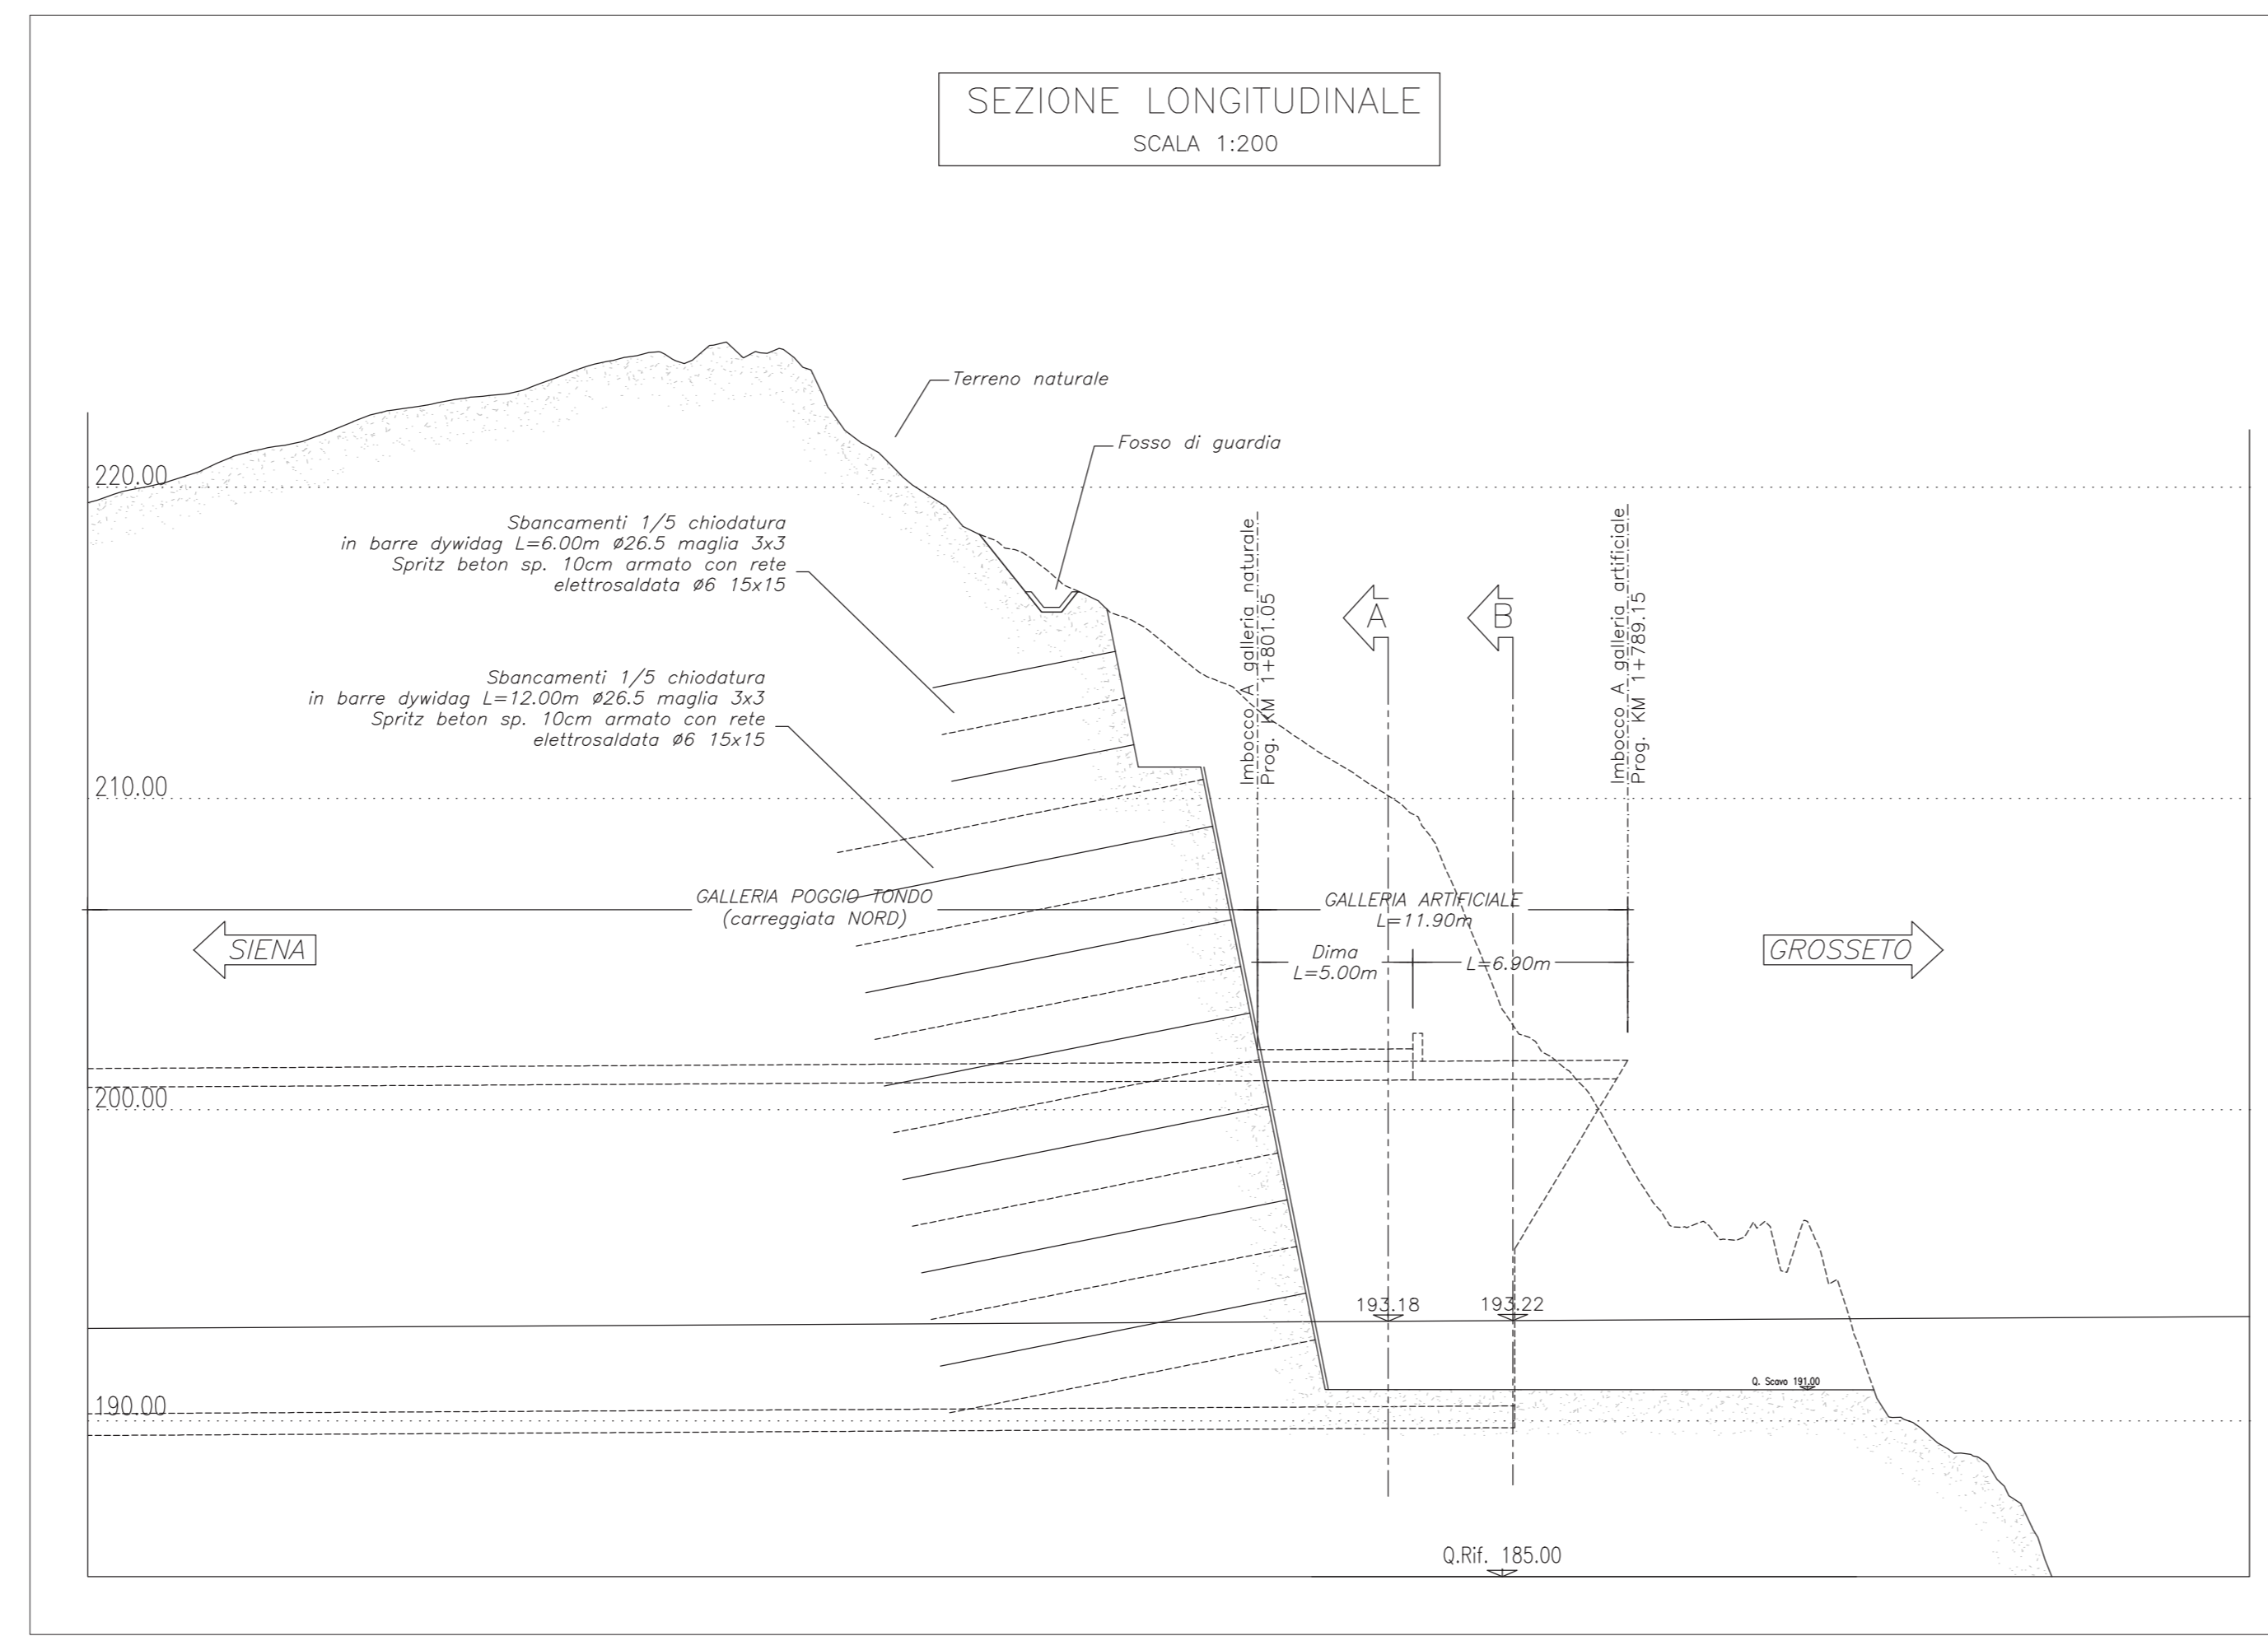 SEZIONE LONGITUDINALE
SCALA 1:200
Terreno naturale
Fosso di guardia
220.00
Sbancamenti 1/5 chiodatura
in barre dywidag L=6.00m ø26.5 maglia 3x3
Spritz beton sp. 10cm armato con rete
elettrosaldata ø6 15x15
Imbocco A galleria naturale
Prog. KM 1+801.05
A
B
Imbocco A galleria artificiale
Prog. KM 1+789.15
Sbancamenti 1/5 chiodatura
in barre dywidag L=12.00m ø26.5 maglia 3x3
Spritz beton sp. 10cm armato con rete
elettrosaldata ø6 15x15
210.00
GALLERIA POGGIO TONDO
(carreggiata NORD)
GALLERIA ARTIFICIALE
L=11.90m
SIENA
Dima
L=5.00m
L=6.90m
GROSSETO
200.00
193.18
193.22
Q. Scavo 191.00
190.00
Q.Rif. 185.00